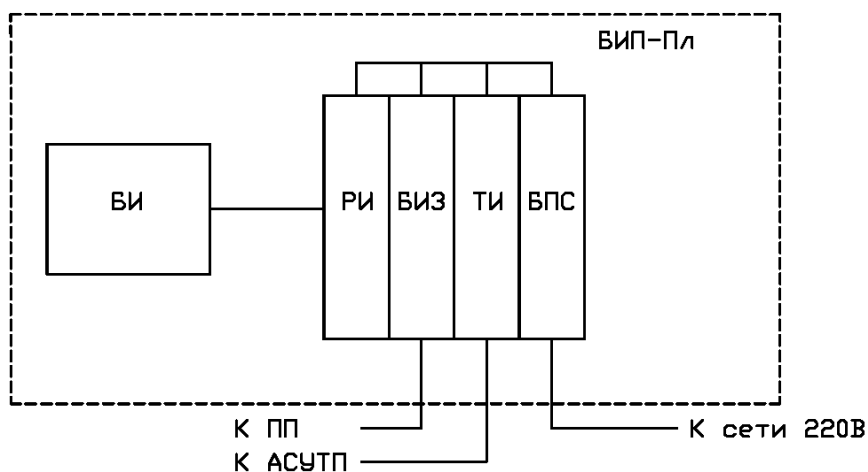 БИП-Пл
БИ
РИ
БИЗ
ТИ
БПС
К ПП
К сети 220В
К АСУТП